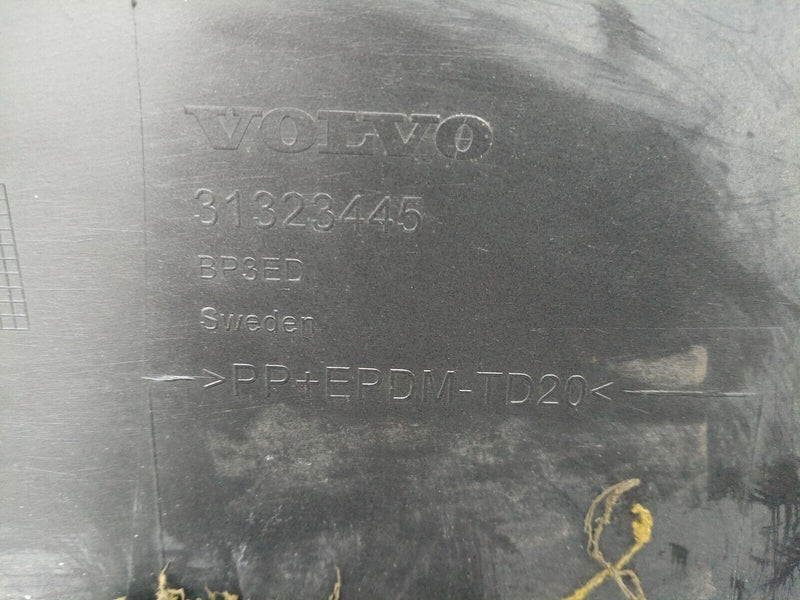 VOLVO
31323445
BP3ED
Sweden
>PP+EPDM-TD20<